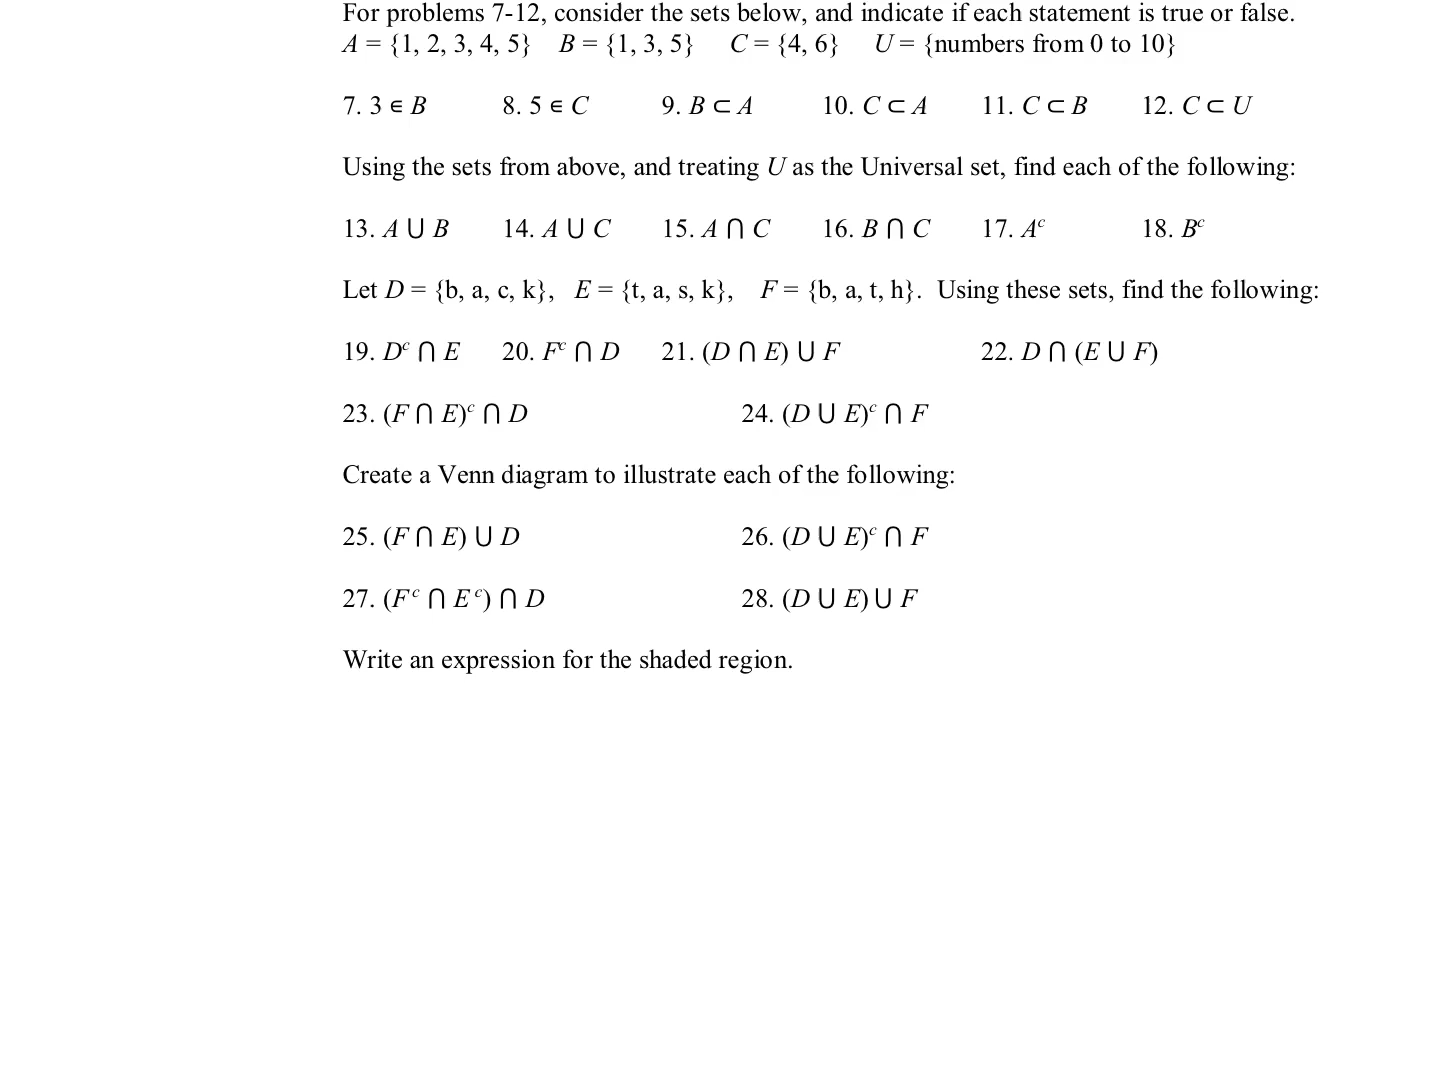 For problems 7-12, consider the sets below, and indicate if each statement is true or false.
A = {1, 2, 3, 4, 5} B = {1, 3, 5} C = {4, 6} U = {numbers from 0 to 10}
7. 3 ∊ B 8. 5 ∊ C 9. B ⊂ A 10. C ⊂ A 11. C ⊂ B 12. C ⊂ U
Using the sets from above, and treating U as the Universal set, find each of the following:
13. A ⋃ B 14. A ⋃ C 15. A ⋂ C 16. B ⋂ C 17. Aᶜ 18. Bᶜ
Let D = {b, a, c, k}, E = {t, a, s, k}, F = {b, a, t, h}. Using these sets, find the following:
19. Dᶜ ⋂ E 20. Fᶜ ⋂ D 21. (D ⋂ E) ⋃ F 22. D ⋂ (E ⋃ F)
23. (F ⋂ E)ᶜ ⋂ D 24. (D ⋃ E)ᶜ ⋂ F
Create a Venn diagram to illustrate each of the following:
25. (F ⋂ E) ⋃ D 26. (D ⋃ E)ᶜ ⋂ F
27. (Fᶜ ⋂ Eᶜ) ⋂ D 28. (D ⋃ E) ⋃ F
Write an expression for the shaded region.